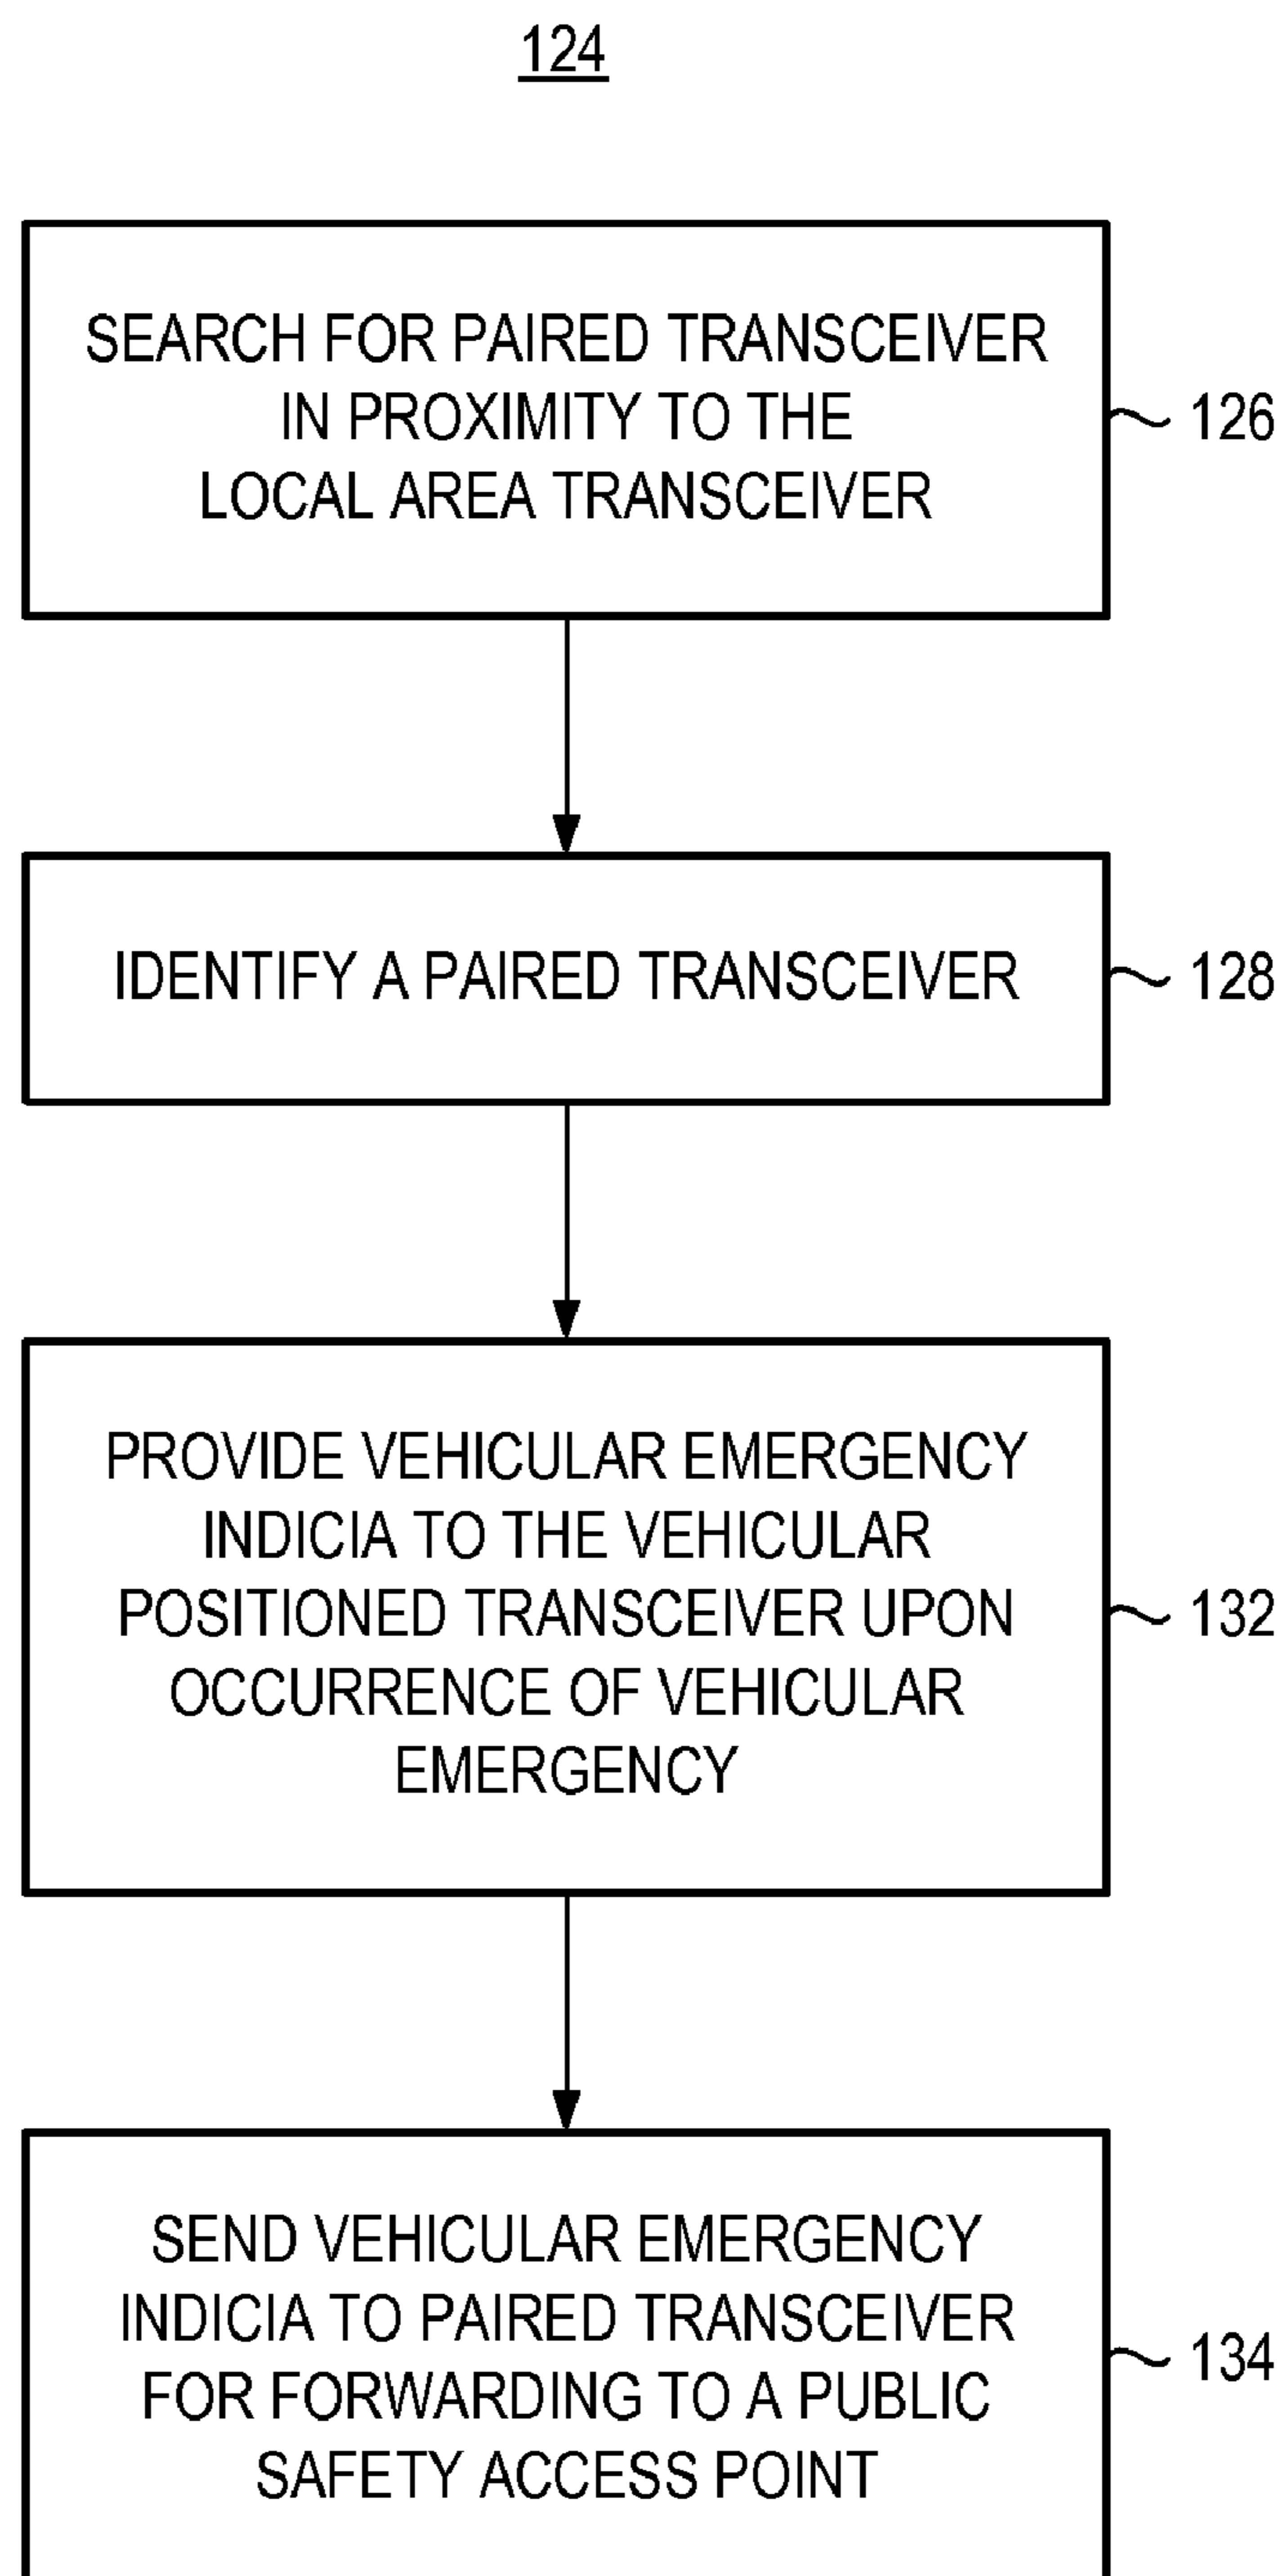 124
SEARCH FOR PAIRED TRANSCEIVER
IN PROXIMITY TO THE
LOCAL AREA TRANSCEIVER
126
IDENTIFY A PAIRED TRANSCEIVER
128
PROVIDE VEHICULAR EMERGENCY
INDICIA TO THE VEHICULAR
POSITIONED TRANSCEIVER UPON
OCCURRENCE OF VEHICULAR
EMERGENCY
132
SEND VEHICULAR EMERGENCY
INDICIA TO PAIRED TRANSCEIVER
FOR FORWARDING TO A PUBLIC
SAFETY ACCESS POINT
134